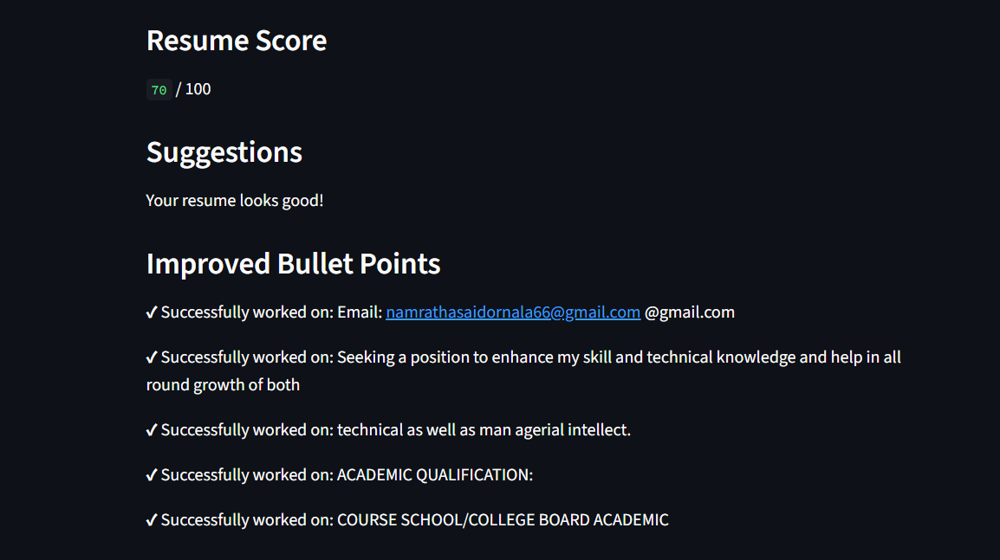 Resume Score
70 / 100
Suggestions
Your resume looks good!
Improved Bullet Points
✔ Successfully worked on: Email: namrathasaidornala66@gmail.com @gmail.com
✔ Successfully worked on: Seeking a position to enhance my skill and technical knowledge and help in all
round growth of both
✔ Successfully worked on: technical as well as man agerial intellect.
✔ Successfully worked on: ACADEMIC QUALIFICATION:
✔ Successfully worked on: COURSE SCHOOL/COLLEGE BOARD ACADEMIC